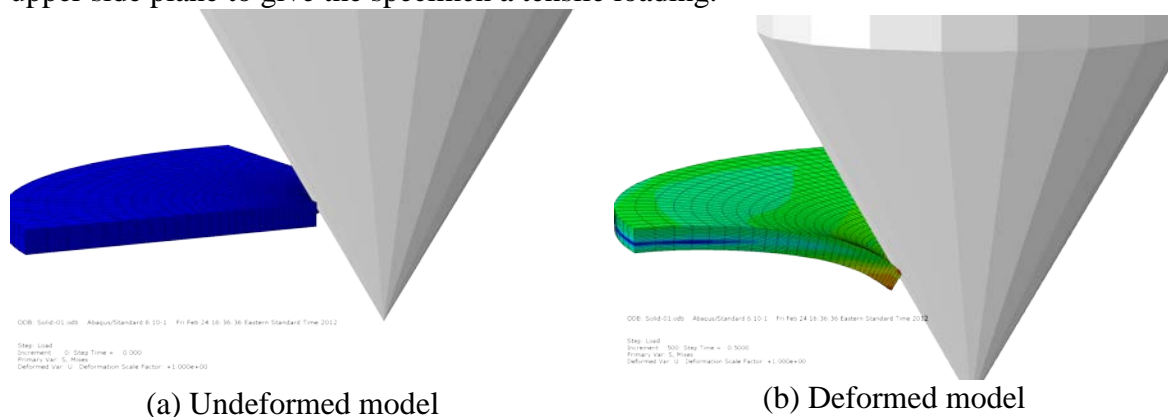 upper side plane to give the specimen a tensile loading.
ODB: Solid-01.odb Abaqus/Standard 6.10-1 Fri Feb 24 16:36:36 Eastern Standard Time 2012
Step: Load
Increment 0: Step Time = 0.000
Primary Var: S, Mises
Deformed Var: U Deformation Scale Factor: +1.000e+00
(a) Undeformed model
ODB: Solid-01.odb Abaqus/Standard 6.10-1 Fri Feb 24 16:36:36 Eastern Standard Time 2012
Step: Load
Increment 500: Step Time = 0.5000
Primary Var: S, Mises
Deformed Var: U Deformation Scale Factor: +1.000e+00
(b) Deformed model